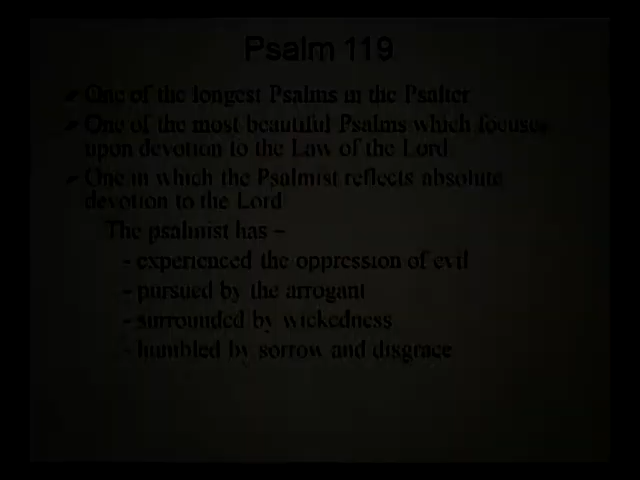 Psalm 119
One of the longest Psalms in the Psalter
One of the most beautiful Psalms which focuses
upon devotion to the Law of the Lord.
One in which the Psalmist reflects absolute
devotion to the Lord
The psalmist has –
- experienced the oppression of evil
- pursued by the arrogant
- surrounded by wickedness
- humbled by sorrow and disgrace